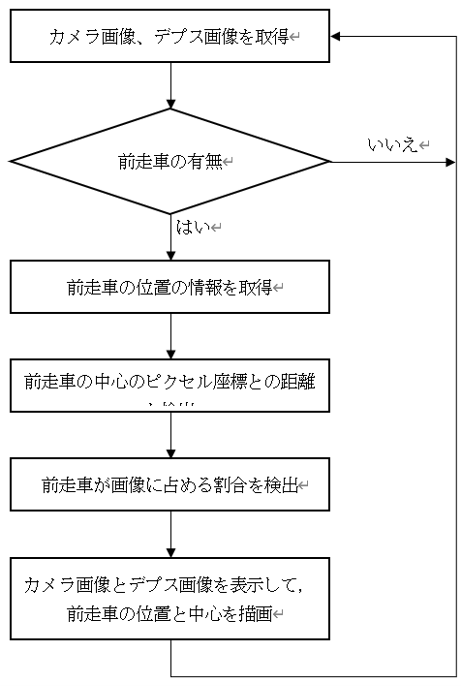 カメラ画像、デプス画像を取得
前走車の有無
いいえ
はい
前走車の位置の情報を取得
前走車の中心のピクセル座標との距離
前走車が画像に占める割合を検出
カメラ画像とデプス画像を表示して,
前走車の位置と中心を描画